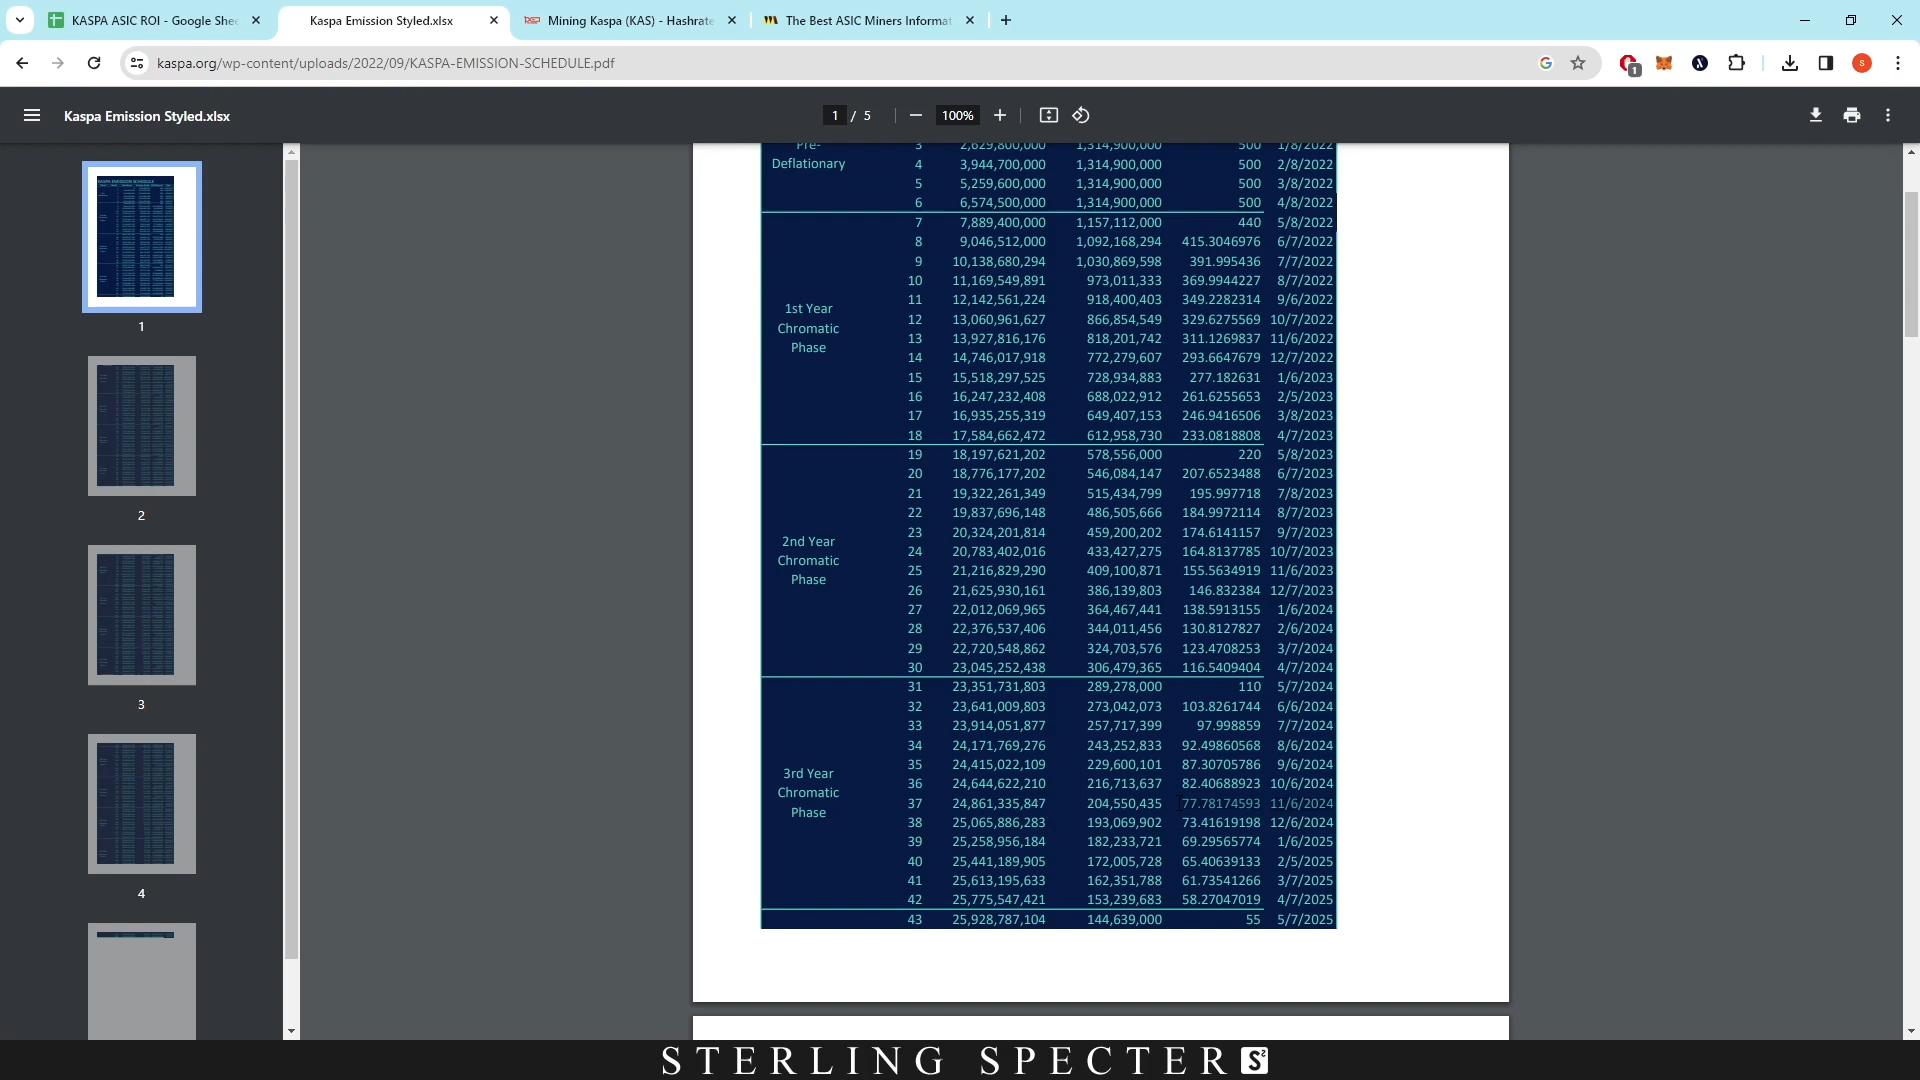 KASPA ASIC ROI - Google Shee
Kaspa Emission Styled.xlsx
Mining Kaspa (KAS) - Hashrate
The Best ASIC Miners Informat
kaspa.org/wp-content/uploads/2022/09/KASPA-EMISSION-SCHEDULE.pdf
1
S
Kaspa Emission Styled.xlsx
1 / 5
100%
1
2
3
4
Pre-
Deflationary
3 2,629,800,000 1,314,900,000 500 1/8/2022
4 3,944,700,000 1,314,900,000 500 2/8/2022
5 5,259,600,000 1,314,900,000 500 3/8/2022
6 6,574,500,000 1,314,900,000 500 4/8/2022
1st Year
Chromatic
Phase
7 7,889,400,000 1,157,112,000 440 5/8/2022
8 9,046,512,000 1,092,168,294 415.3046976 6/7/2022
9 10,138,680,294 1,030,869,598 391.995436 7/7/2022
10 11,169,549,891 973,011,333 369.9944227 8/7/2022
11 12,142,561,224 918,400,403 349.2282314 9/6/2022
12 13,060,961,627 866,854,549 329.6275569 10/7/2022
13 13,927,816,176 818,201,742 311.1269837 11/6/2022
14 14,746,017,918 772,279,607 293.6647679 12/7/2022
15 15,518,297,525 728,934,883 277.182631 1/6/2023
16 16,247,232,408 688,022,912 261.6255653 2/5/2023
17 16,935,255,319 649,407,153 246.9416506 3/8/2023
18 17,584,662,472 612,958,730 233.0818808 4/7/2023
2nd Year
Chromatic
Phase
19 18,197,621,202 578,556,000 220 5/8/2023
20 18,776,177,202 546,084,147 207.6523488 6/7/2023
21 19,322,261,349 515,434,799 195.997718 7/8/2023
22 19,837,696,148 486,505,666 184.9972114 8/7/2023
23 20,324,201,814 459,200,202 174.6141157 9/7/2023
24 20,783,402,016 433,427,275 164.8137785 10/7/2023
25 21,216,829,290 409,100,871 155.5634919 11/6/2023
26 21,625,930,161 386,139,803 146.832384 12/7/2023
27 22,012,069,965 364,467,441 138.5913155 1/6/2024
28 22,376,537,406 344,011,456 130.8127827 2/6/2024
29 22,720,548,862 324,703,576 123.4708253 3/7/2024
30 23,045,252,438 306,479,365 116.5409404 4/7/2024
3rd Year
Chromatic
Phase
31 23,351,731,803 289,278,000 110 5/7/2024
32 23,641,009,803 273,042,073 103.8261744 6/6/2024
33 23,914,051,877 257,717,399 97.998859 7/7/2024
34 24,171,769,276 243,252,833 92.49860568 8/6/2024
35 24,415,022,109 229,600,101 87.30705786 9/6/2024
36 24,644,622,210 216,713,637 82.40688923 10/6/2024
37 24,861,335,847 204,550,435 77.78174593 11/6/2024
38 25,065,886,283 193,069,902 73.41619198 12/6/2024
39 25,258,956,184 182,233,721 69.29565774 1/6/2025
40 25,441,189,905 172,005,728 65.40639133 2/5/2025
41 25,613,195,633 162,351,788 61.73541266 3/7/2025
42 25,775,547,421 153,239,683 58.27047019 4/7/2025
43 25,928,787,104 144,639,000 55 5/7/2025
STERLING SPECTER